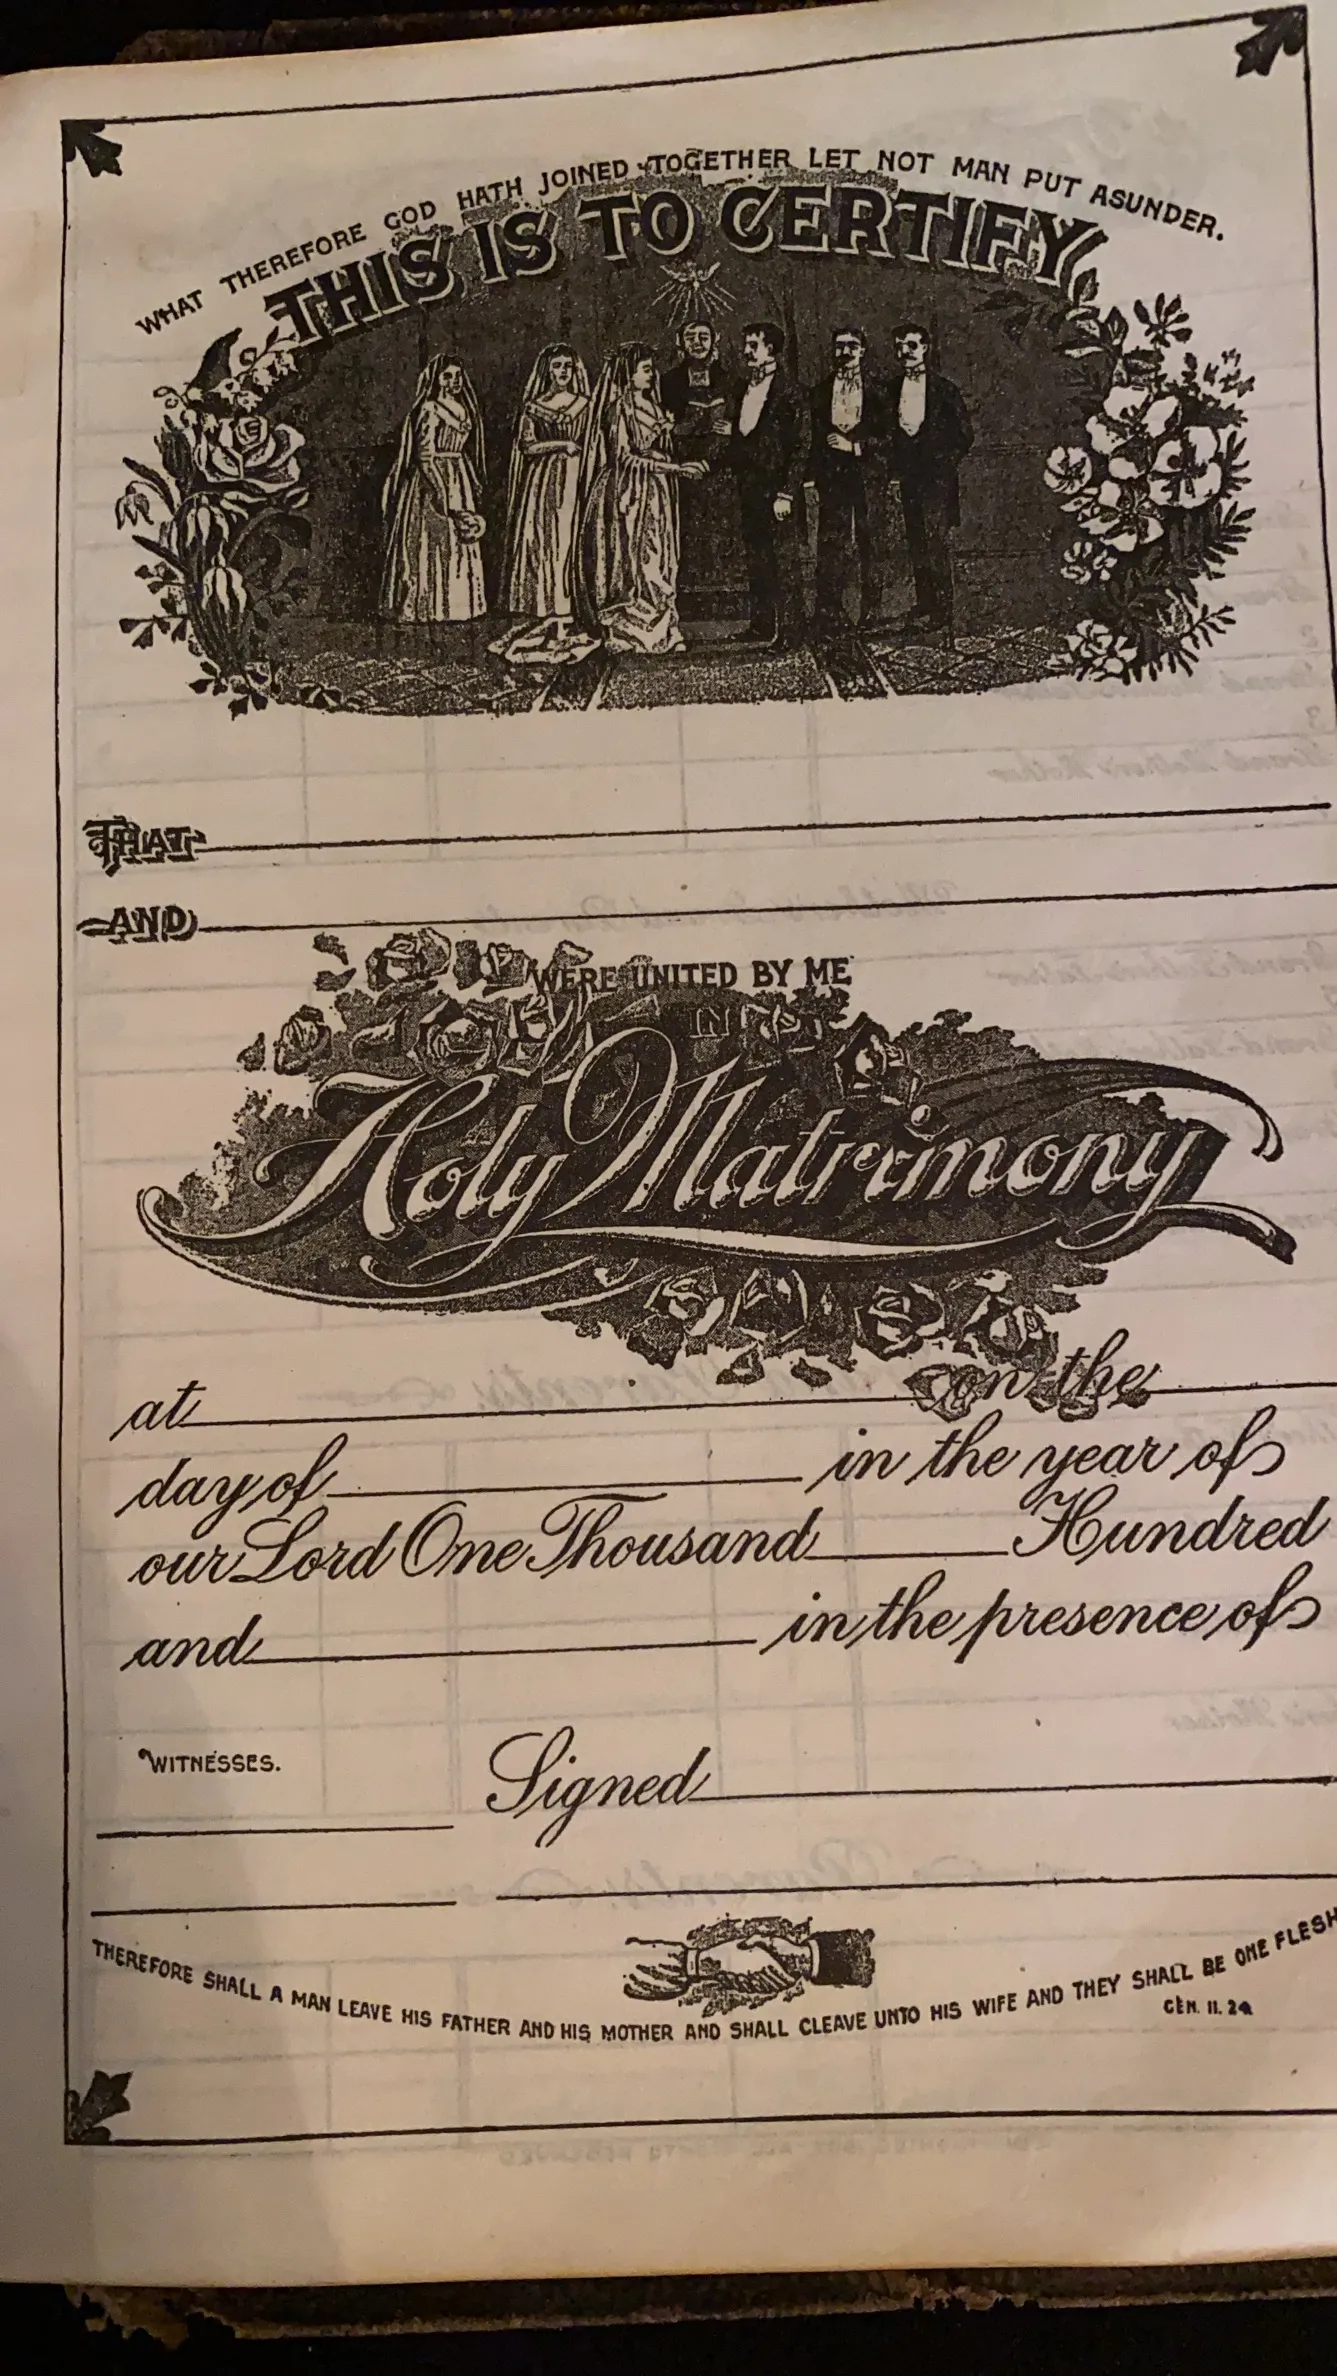 WHAT THEREFORE GOD HATH JOINED TOGETHER LET NOT MAN PUT ASUNDER.
THIS IS TO CERTIFY
THAT
AND
WERE UNITED BY ME
IN
Holy Matrimony
at on the
day of in the year of
our Lord One Thousand Hundred
and in the presence of
WITNESSES.
Signed
THEREFORE SHALL A MAN LEAVE HIS FATHER AND HIS MOTHER AND SHALL CLEAVE UNTO HIS WIFE AND THEY SHALL BE ONE FLESH
GEN. II. 24